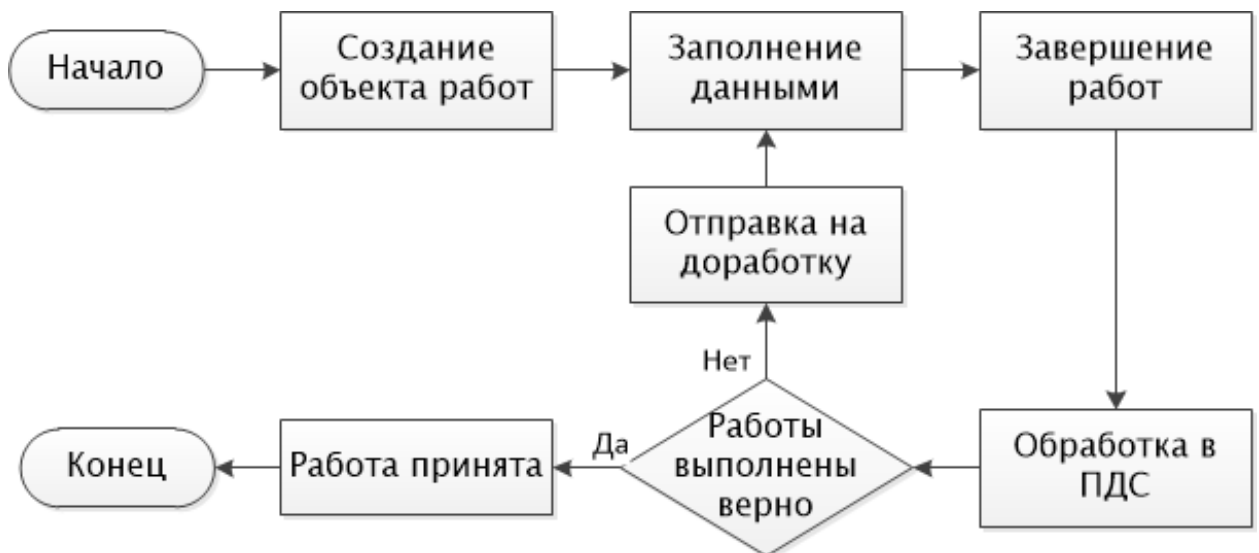 Начало
Создание
объекта работ
Заполнение
данными
Завершение
работ
Отправка на
доработку
Нет
Конец
Работа принята
Да
Работы
выполнены
верно
Обработка в
ПДС